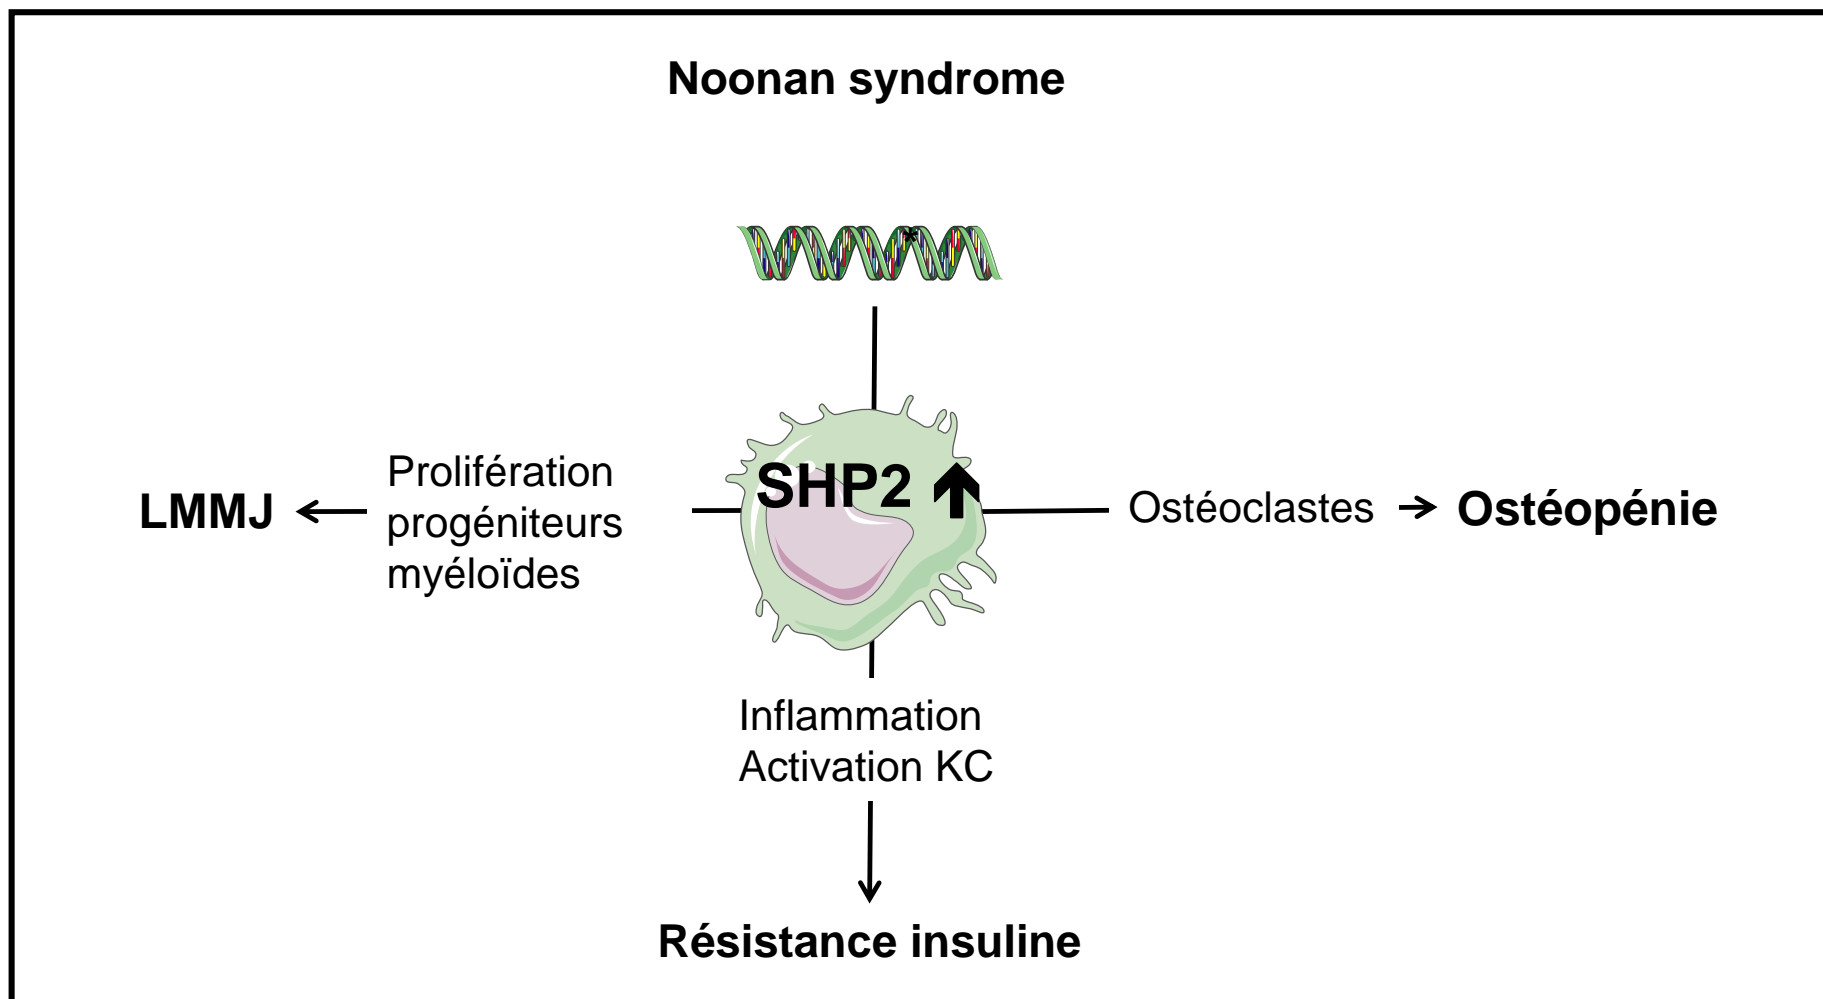 Noonan syndrome
*
SHP2
LMMJ
Prolifération
progéniteurs
myéloïdes
Ostéoclastes
Ostéopénie
Inflammation
Activation KC
Résistance insuline